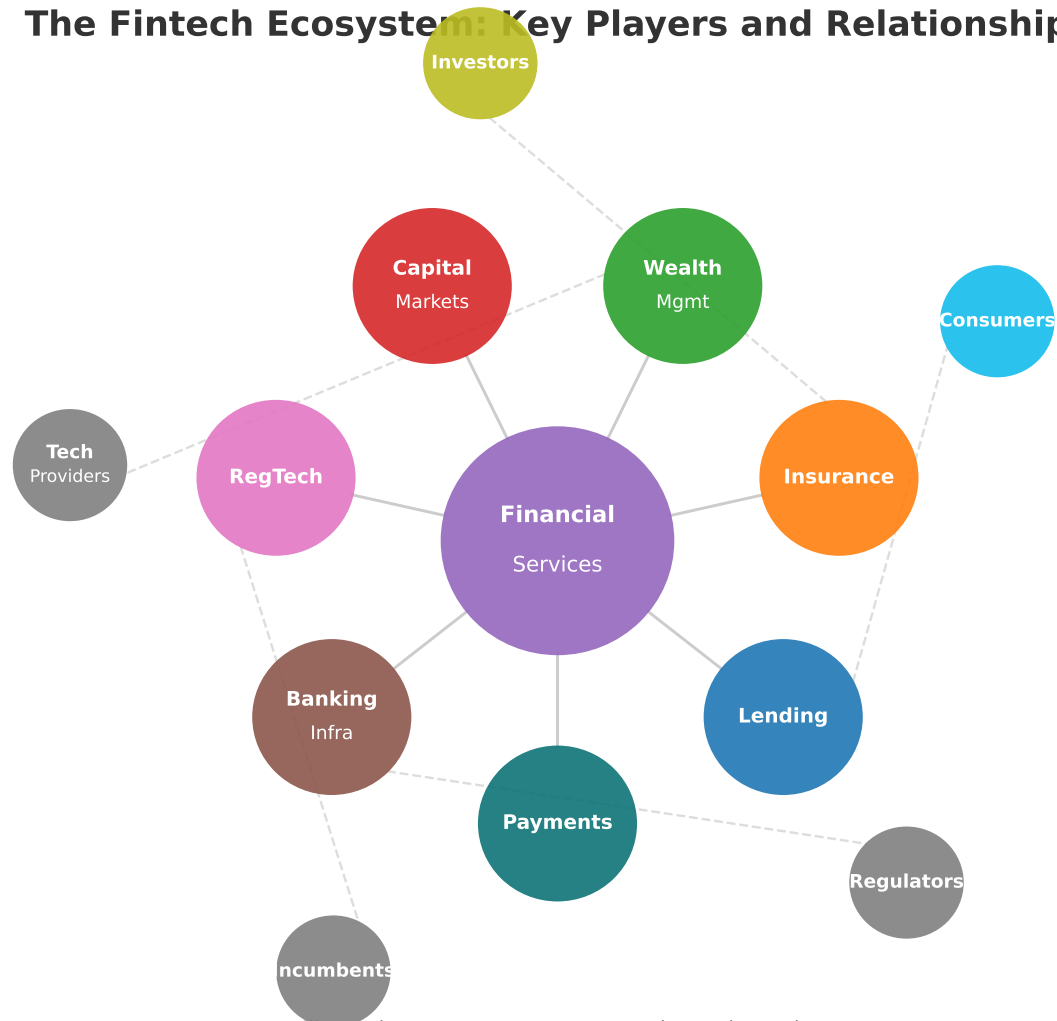 The Fintech Ecosystem: Key Players and Relationship
Investors
Capital
Markets
Wealth
Mgmt
Consumers
Tech
Providers
RegTech
Insurance
Financial
Services
Banking
Infra
Lending
Payments
Regulators
ncumbents